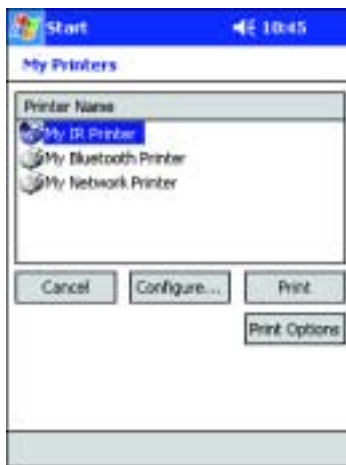 Start 10:45
My Printers
Printer Name
My IR Printer
My Bluetooth Printer
My Network Printer
Cancel Configure... Print
Print Options